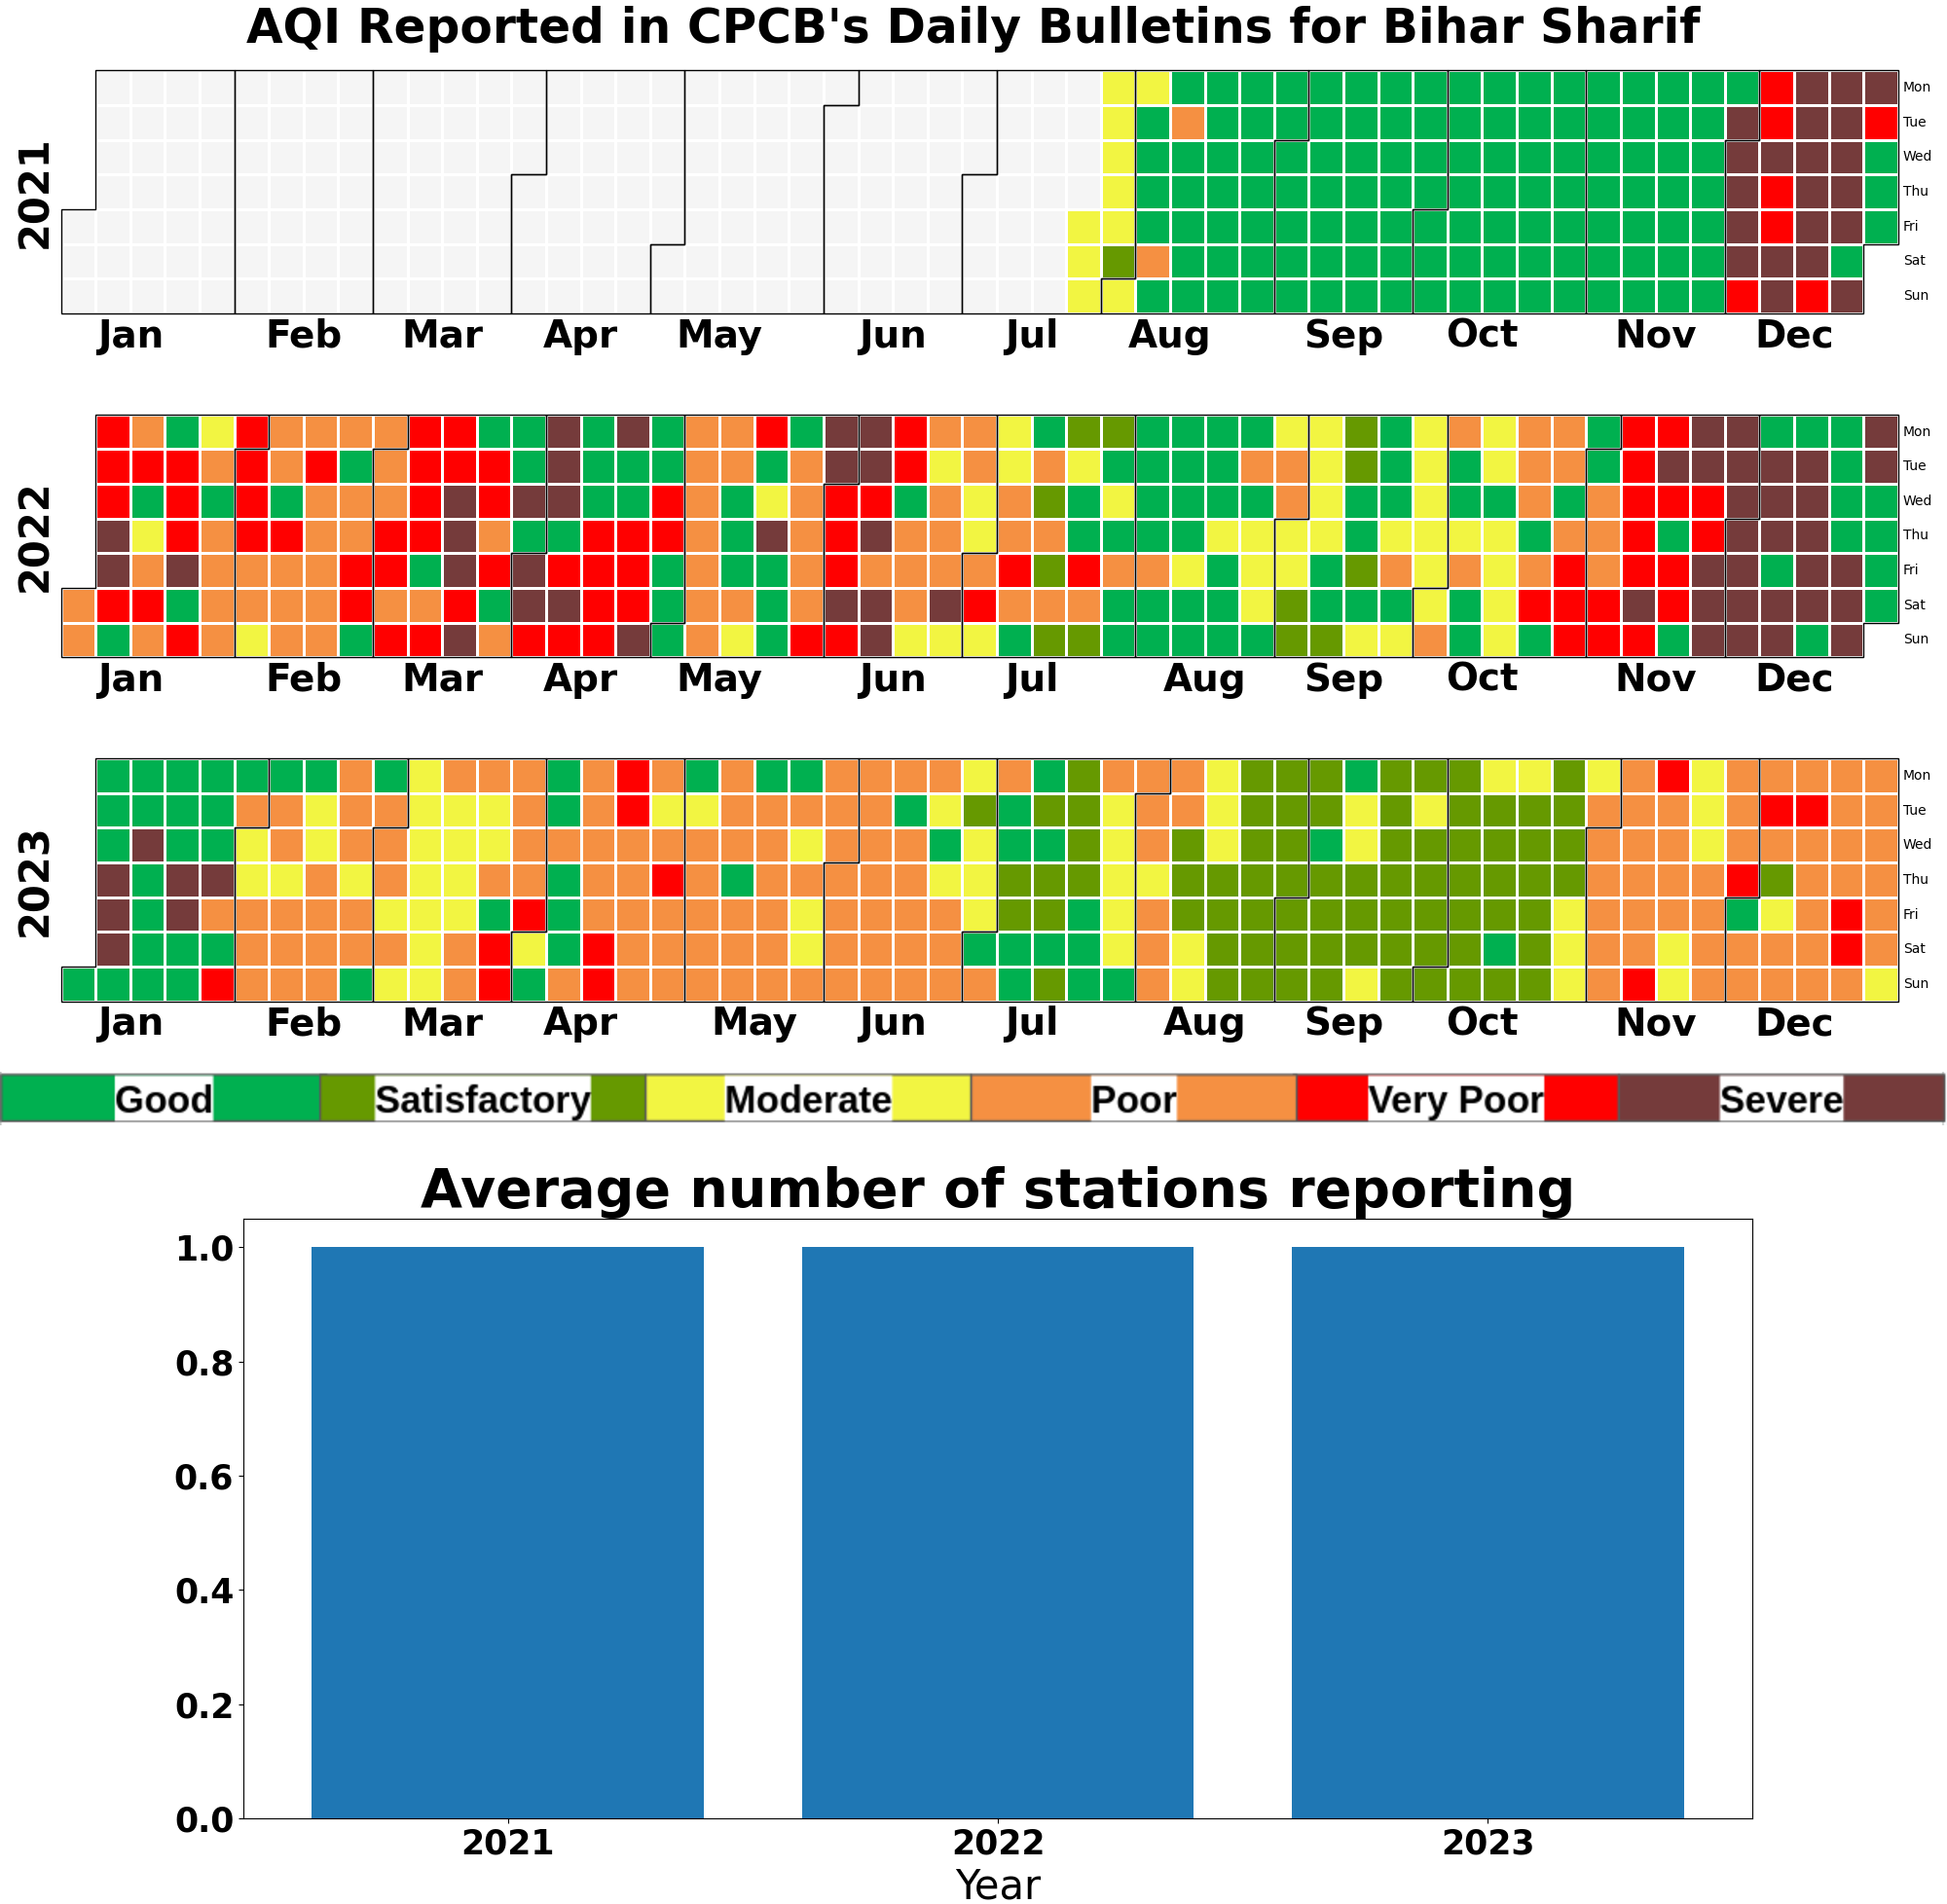 AQI Reported in CPCB's Daily Bulletins for Bihar Sharif
2021
Mon
Tue
Wed
Thu
Fri
Sat
Sun
Jan Feb Mar Apr May Jun Jul Aug Sep Oct Nov Dec
2022
Mon
Tue
Wed
Thu
Fri
Sat
Sun
Jan Feb Mar Apr May Jun Jul Aug Sep Oct Nov Dec
2023
Mon
Tue
Wed
Thu
Fri
Sat
Sun
Jan Feb Mar Apr May Jun Jul Aug Sep Oct Nov Dec
Good Satisfactory Moderate Poor Very Poor Severe
Average number of stations reporting
1.0
0.8
0.6
0.4
0.2
0.0
2021 2022 2023
Year